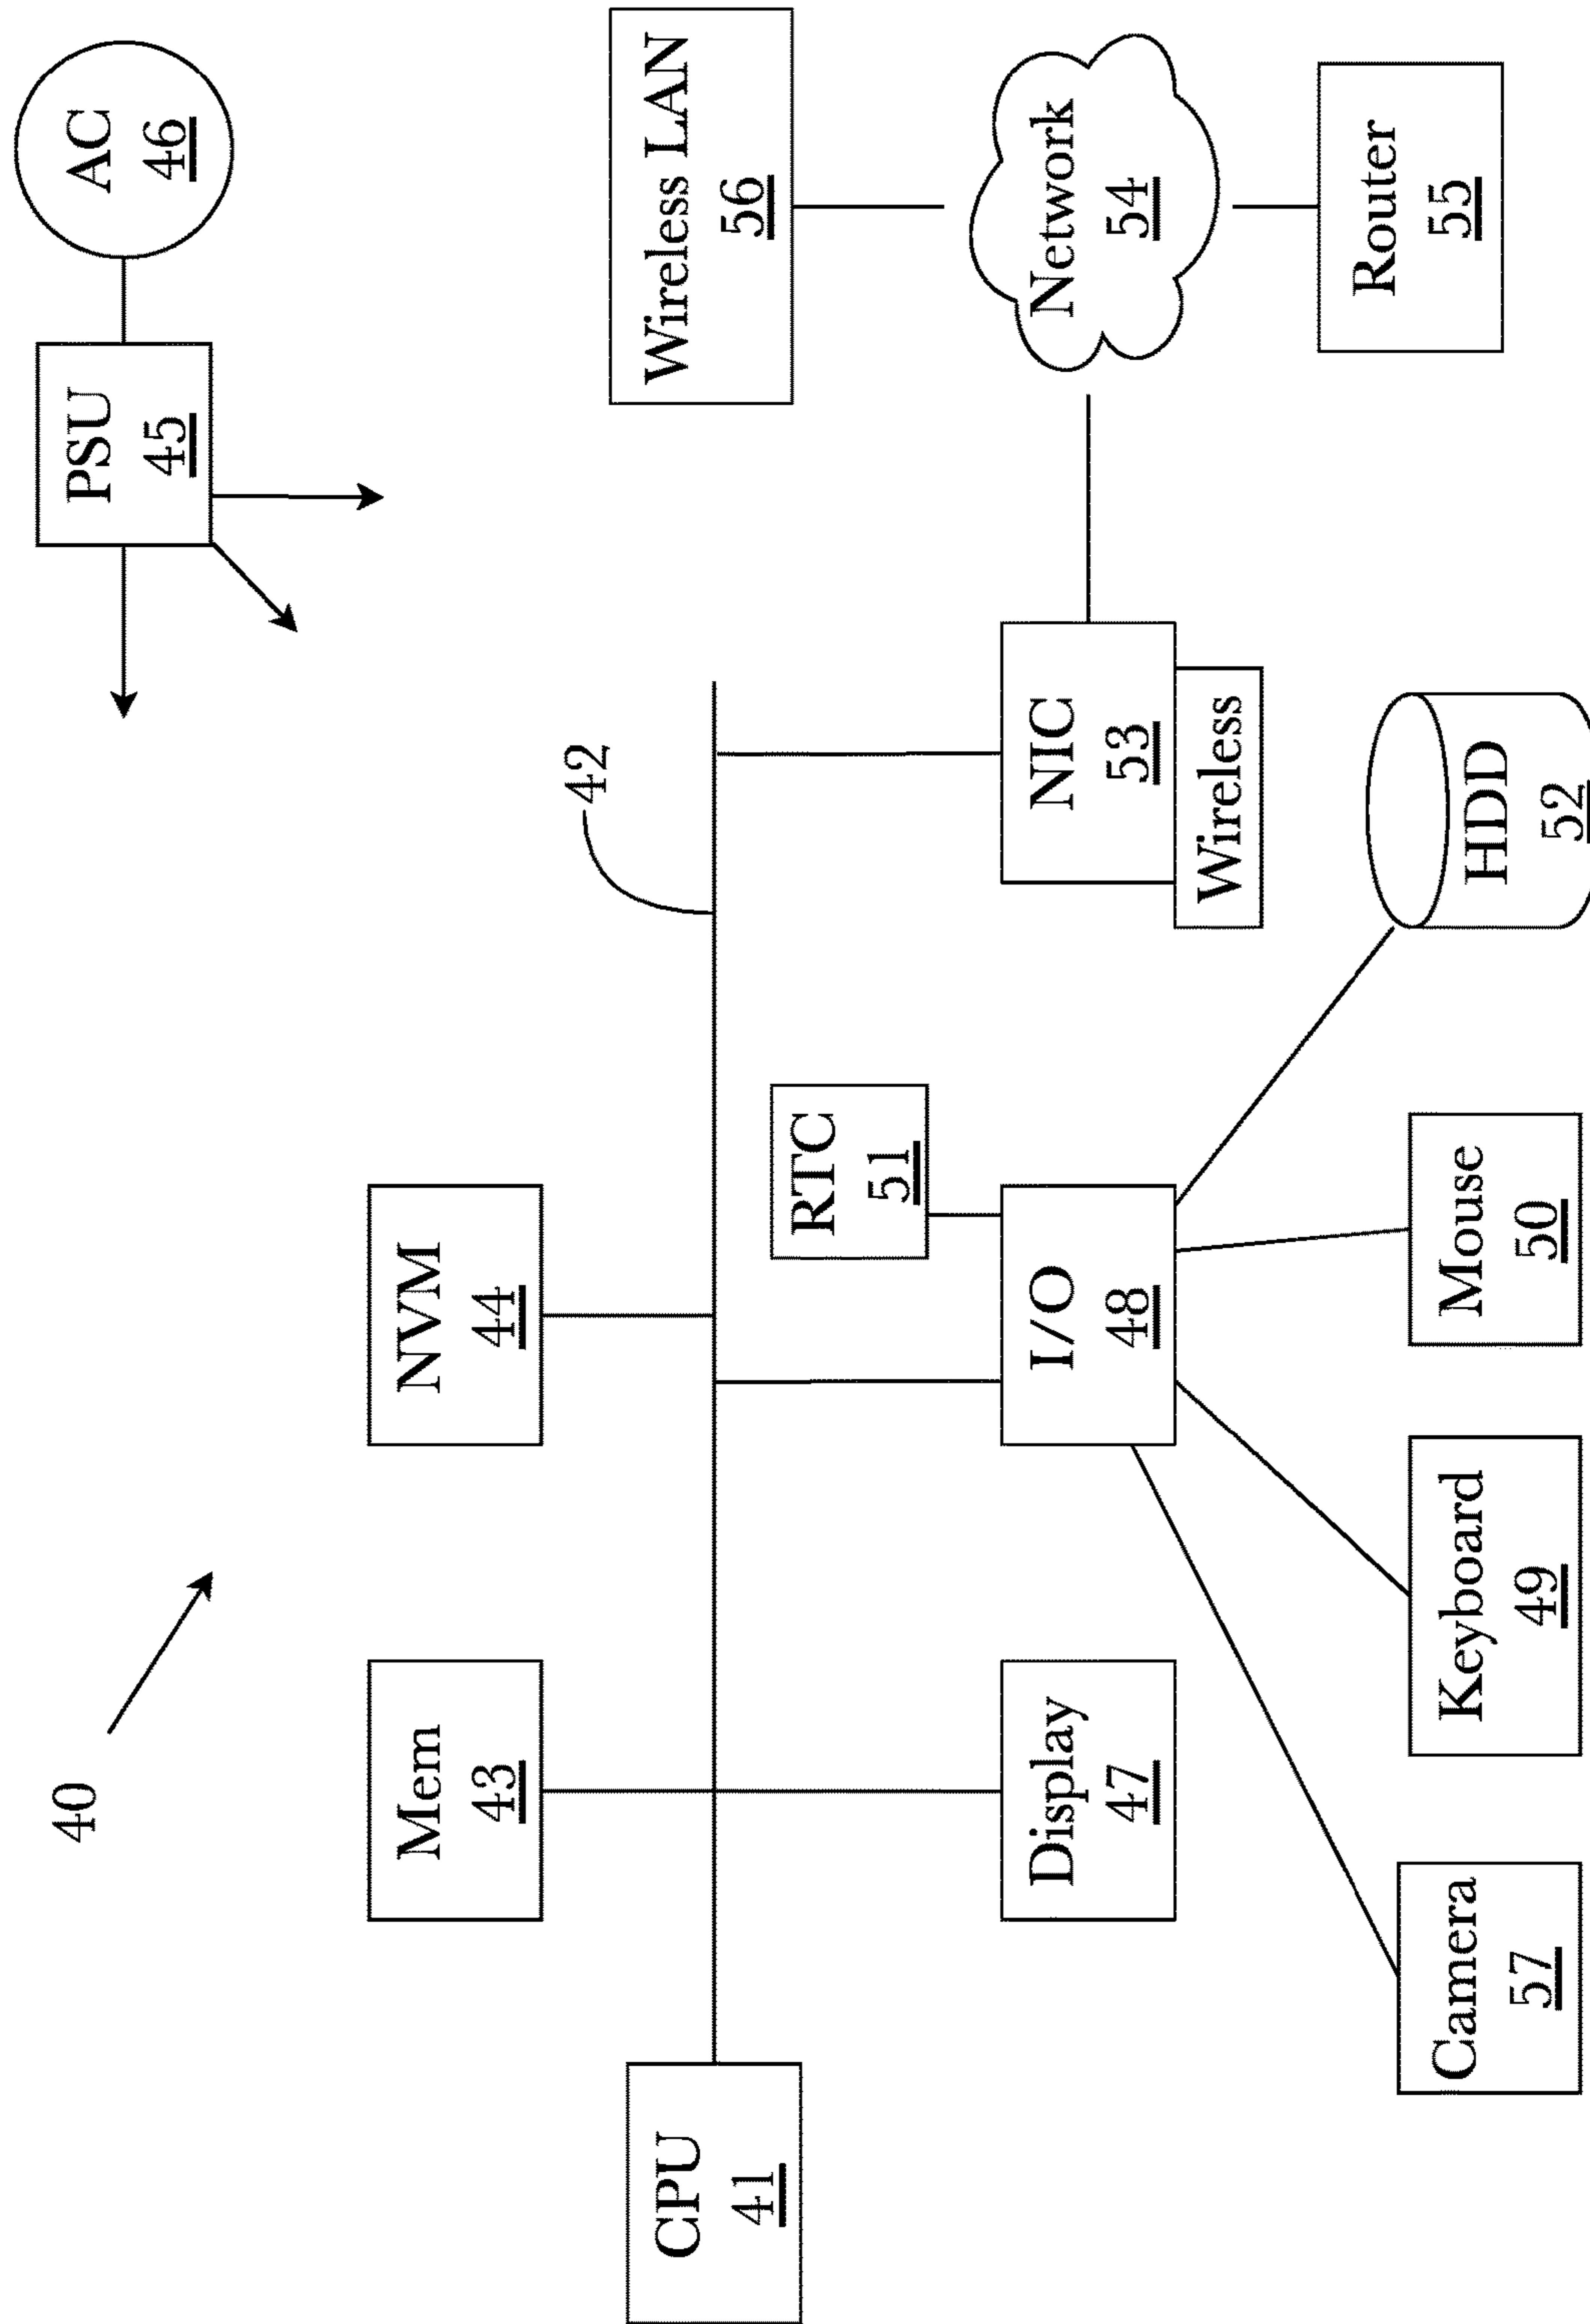 40
PSU
45
AC
46
Mem
43
NVM
44
42
CPU
41
RTC
51
Wireless LAN
56
Display
47
I/O
48
NIC
53
Wireless
Network
54
Camera
57
Keyboard
49
Mouse
50
HDD
52
Router
55